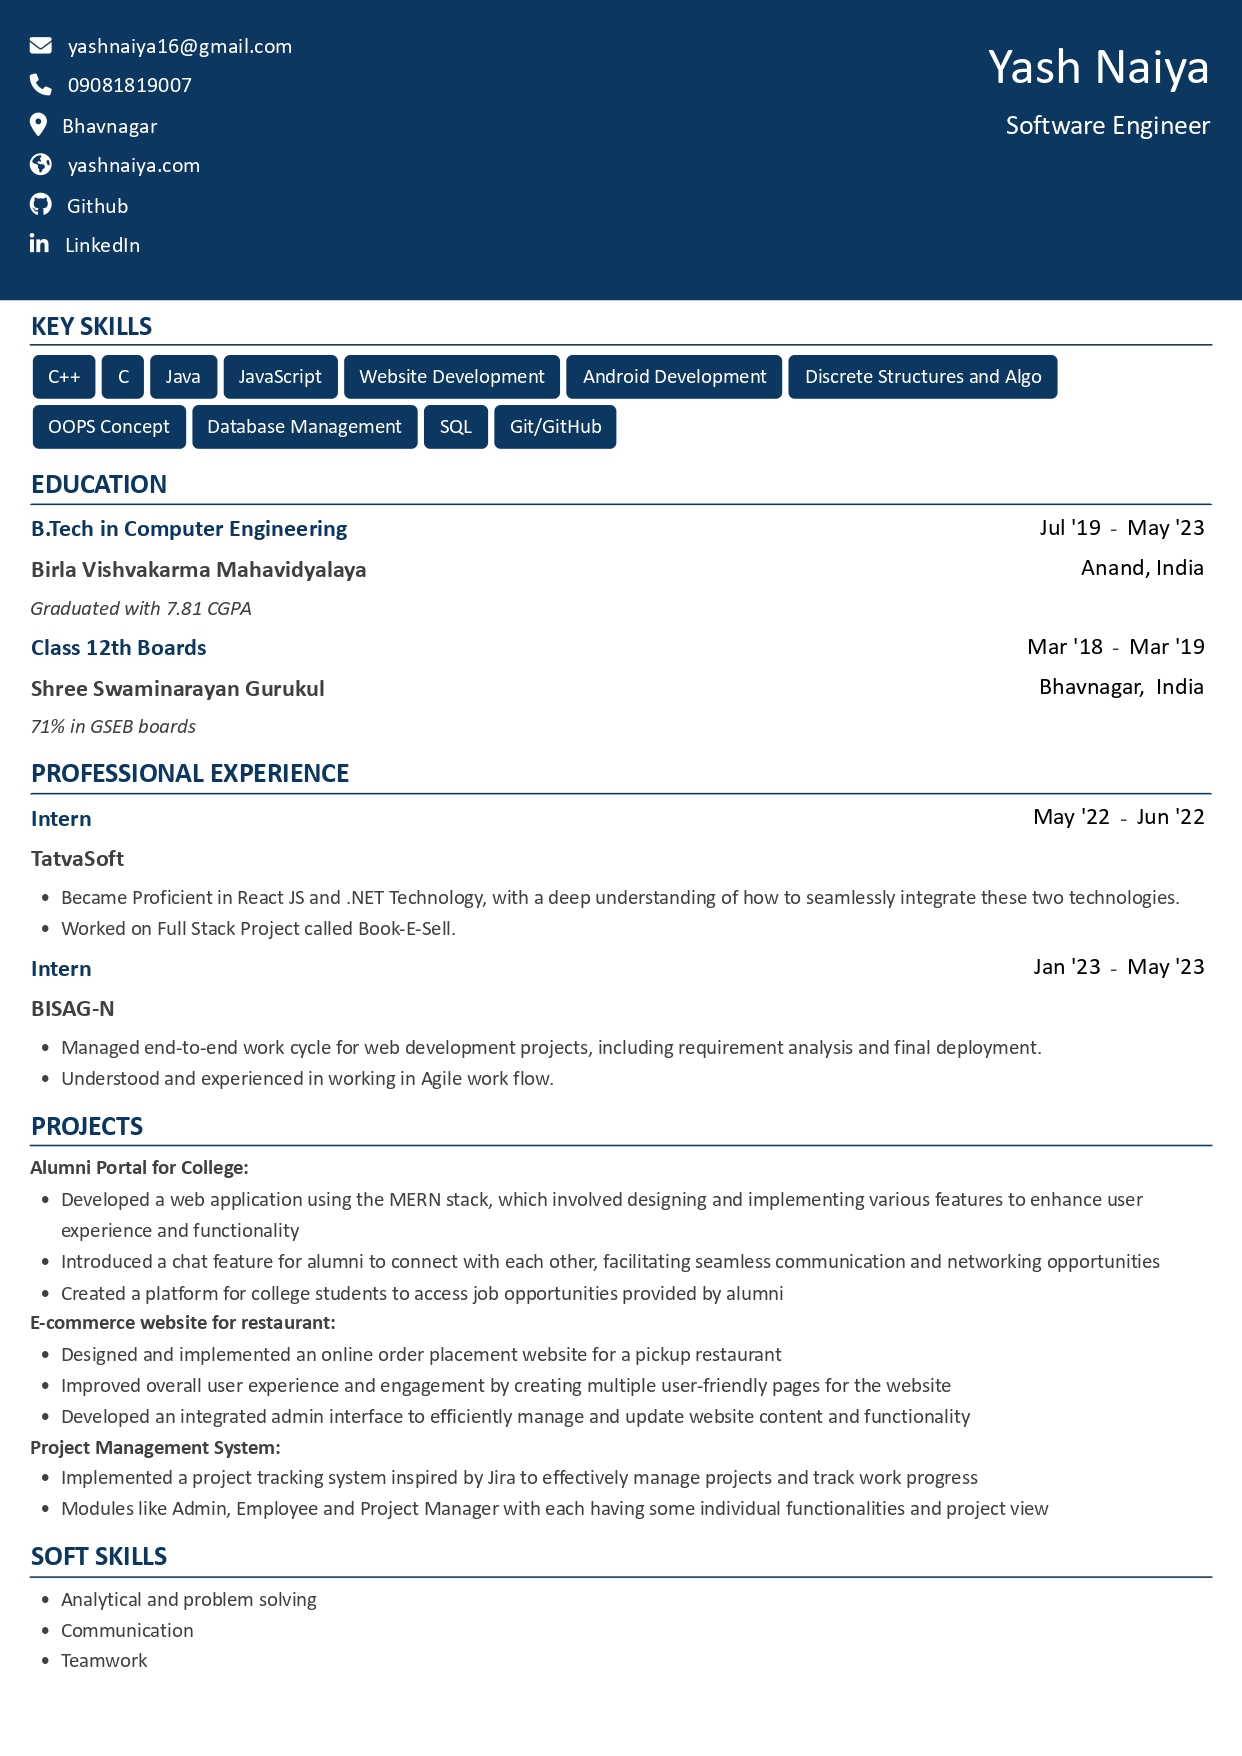 yashnaiya16@gmail.com
09081819007
Bhavnagar
yashnaiya.com
Github
LinkedIn
Yash Naiya
Software Engineer
KEY SKILLS
C++ C Java JavaScript Website Development Android Development Discrete Structures and Algo
OOPS Concept Database Management SQL Git/GitHub
EDUCATION
B.Tech in Computer Engineering Jul '19 - May '23
Birla Vishvakarma Mahavidyalaya Anand, India
Graduated with 7.81 CGPA
Class 12th Boards Mar '18 - Mar '19
Shree Swaminarayan Gurukul Bhavnagar, India
71% in GSEB boards
PROFESSIONAL EXPERIENCE
Intern May '22 - Jun '22
TatvaSoft
• Became Proficient in React JS and .NET Technology, with a deep understanding of how to seamlessly integrate these two technologies.
• Worked on Full Stack Project called Book-E-Sell.
Intern Jan '23 - May '23
BISAG-N
• Managed end-to-end work cycle for web development projects, including requirement analysis and final deployment.
• Understood and experienced in working in Agile work flow.
PROJECTS
Alumni Portal for College:
• Developed a web application using the MERN stack, which involved designing and implementing various features to enhance user
experience and functionality
• Introduced a chat feature for alumni to connect with each other, facilitating seamless communication and networking opportunities
• Created a platform for college students to access job opportunities provided by alumni
E-commerce website for restaurant:
• Designed and implemented an online order placement website for a pickup restaurant
• Improved overall user experience and engagement by creating multiple user-friendly pages for the website
• Developed an integrated admin interface to efficiently manage and update website content and functionality
Project Management System:
• Implemented a project tracking system inspired by Jira to effectively manage projects and track work progress
• Modules like Admin, Employee and Project Manager with each having some individual functionalities and project view
SOFT SKILLS
• Analytical and problem solving
• Communication
• Teamwork